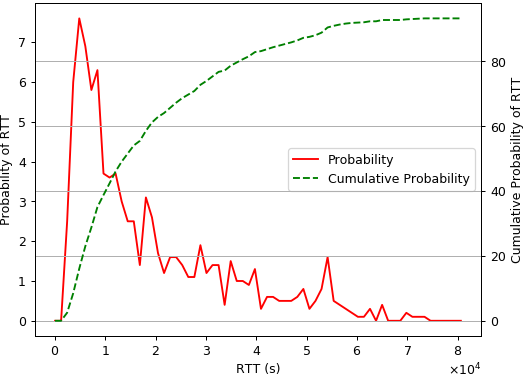 Probability of RTT
7
6
5
4
3
2
1
0
80
60
40
20
0
Cumulative Probability of RTT
Probability
Cumulative Probability
0 1 2 3 4 5 6 7 8
RTT (s)
×10⁴